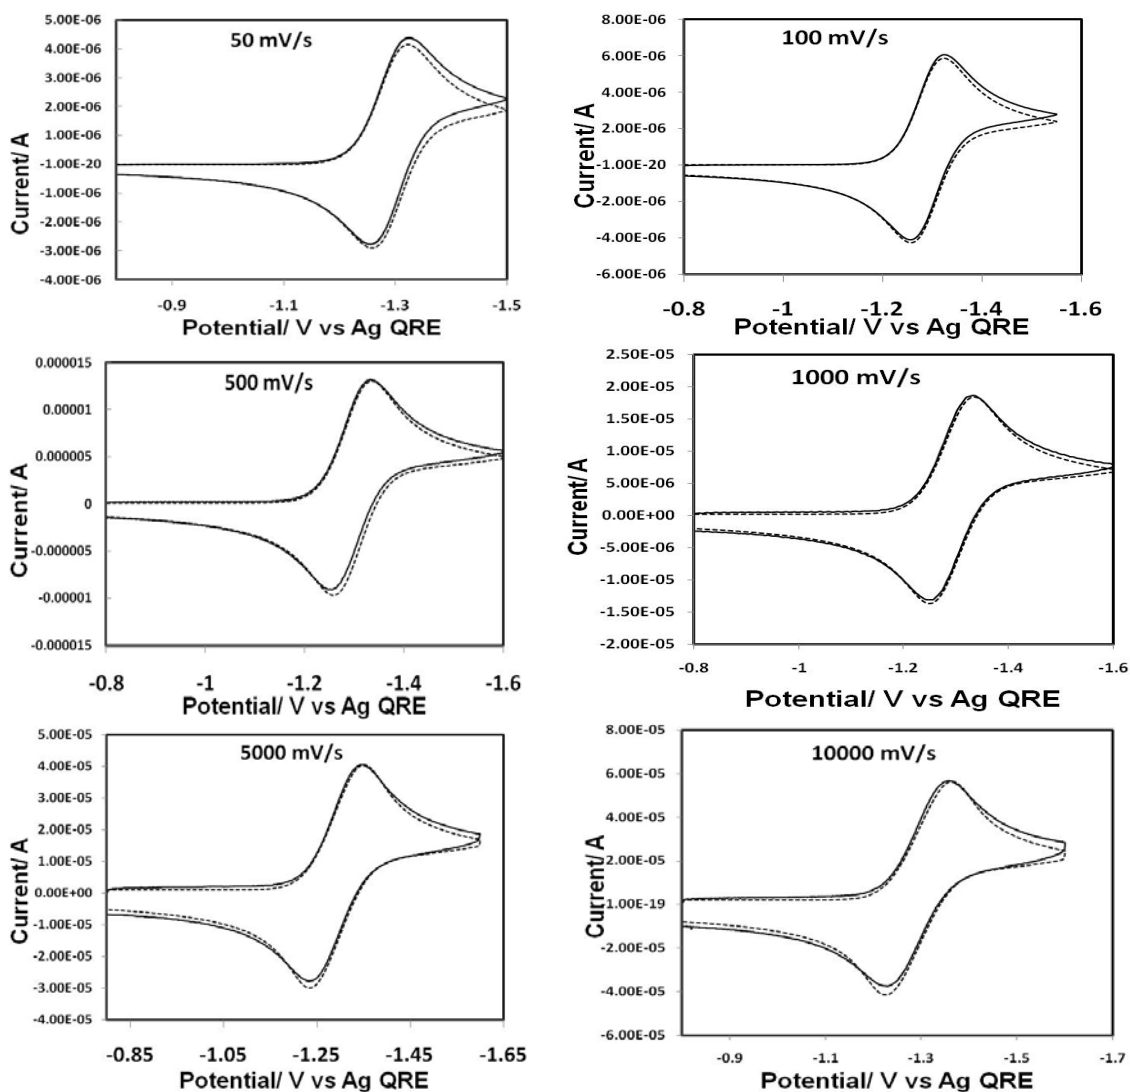 50 mV/s
5.00E-06
4.00E-06
3.00E-06
2.00E-06
1.00E-06
-1.00E-20
-1.00E-06
-2.00E-06
-3.00E-06
-4.00E-06
Current/ A
-0.9 -1.1 -1.3 -1.5
Potential/ V vs Ag QRE
100 mV/s
8.00E-06
6.00E-06
4.00E-06
2.00E-06
-1.00E-20
-2.00E-06
-4.00E-06
-6.00E-06
Current/ A
-0.8 -1 -1.2 -1.4 -1.6
Potential/ V vs Ag QRE
500 mV/s
0.000015
0.00001
0.000005
0
-0.000005
-0.00001
-0.000015
Current/ A
-0.8 -1 -1.2 -1.4 -1.6
Potential/ V vs Ag QRE
1000 mV/s
2.50E-05
2.00E-05
1.50E-05
1.00E-05
5.00E-06
0.00E+00
-5.00E-06
-1.00E-05
-1.50E-05
-2.00E-05
Current/ A
-0.8 -1 -1.2 -1.4 -1.6
Potential/ V vs Ag QRE
5000 mV/s
5.00E-05
4.00E-05
3.00E-05
2.00E-05
1.00E-05
0.00E+00
-1.00E-05
-2.00E-05
-3.00E-05
-4.00E-05
Current/ A
-0.85 -1.05 -1.25 -1.45 -1.65
Potential/ V vs Ag QRE
10000 mV/s
8.00E-05
6.00E-05
4.00E-05
2.00E-05
1.00E-19
-2.00E-05
-4.00E-05
-6.00E-05
Current/ A
-0.9 -1.1 -1.3 -1.5 -1.7
Potential/ V vs Ag QRE